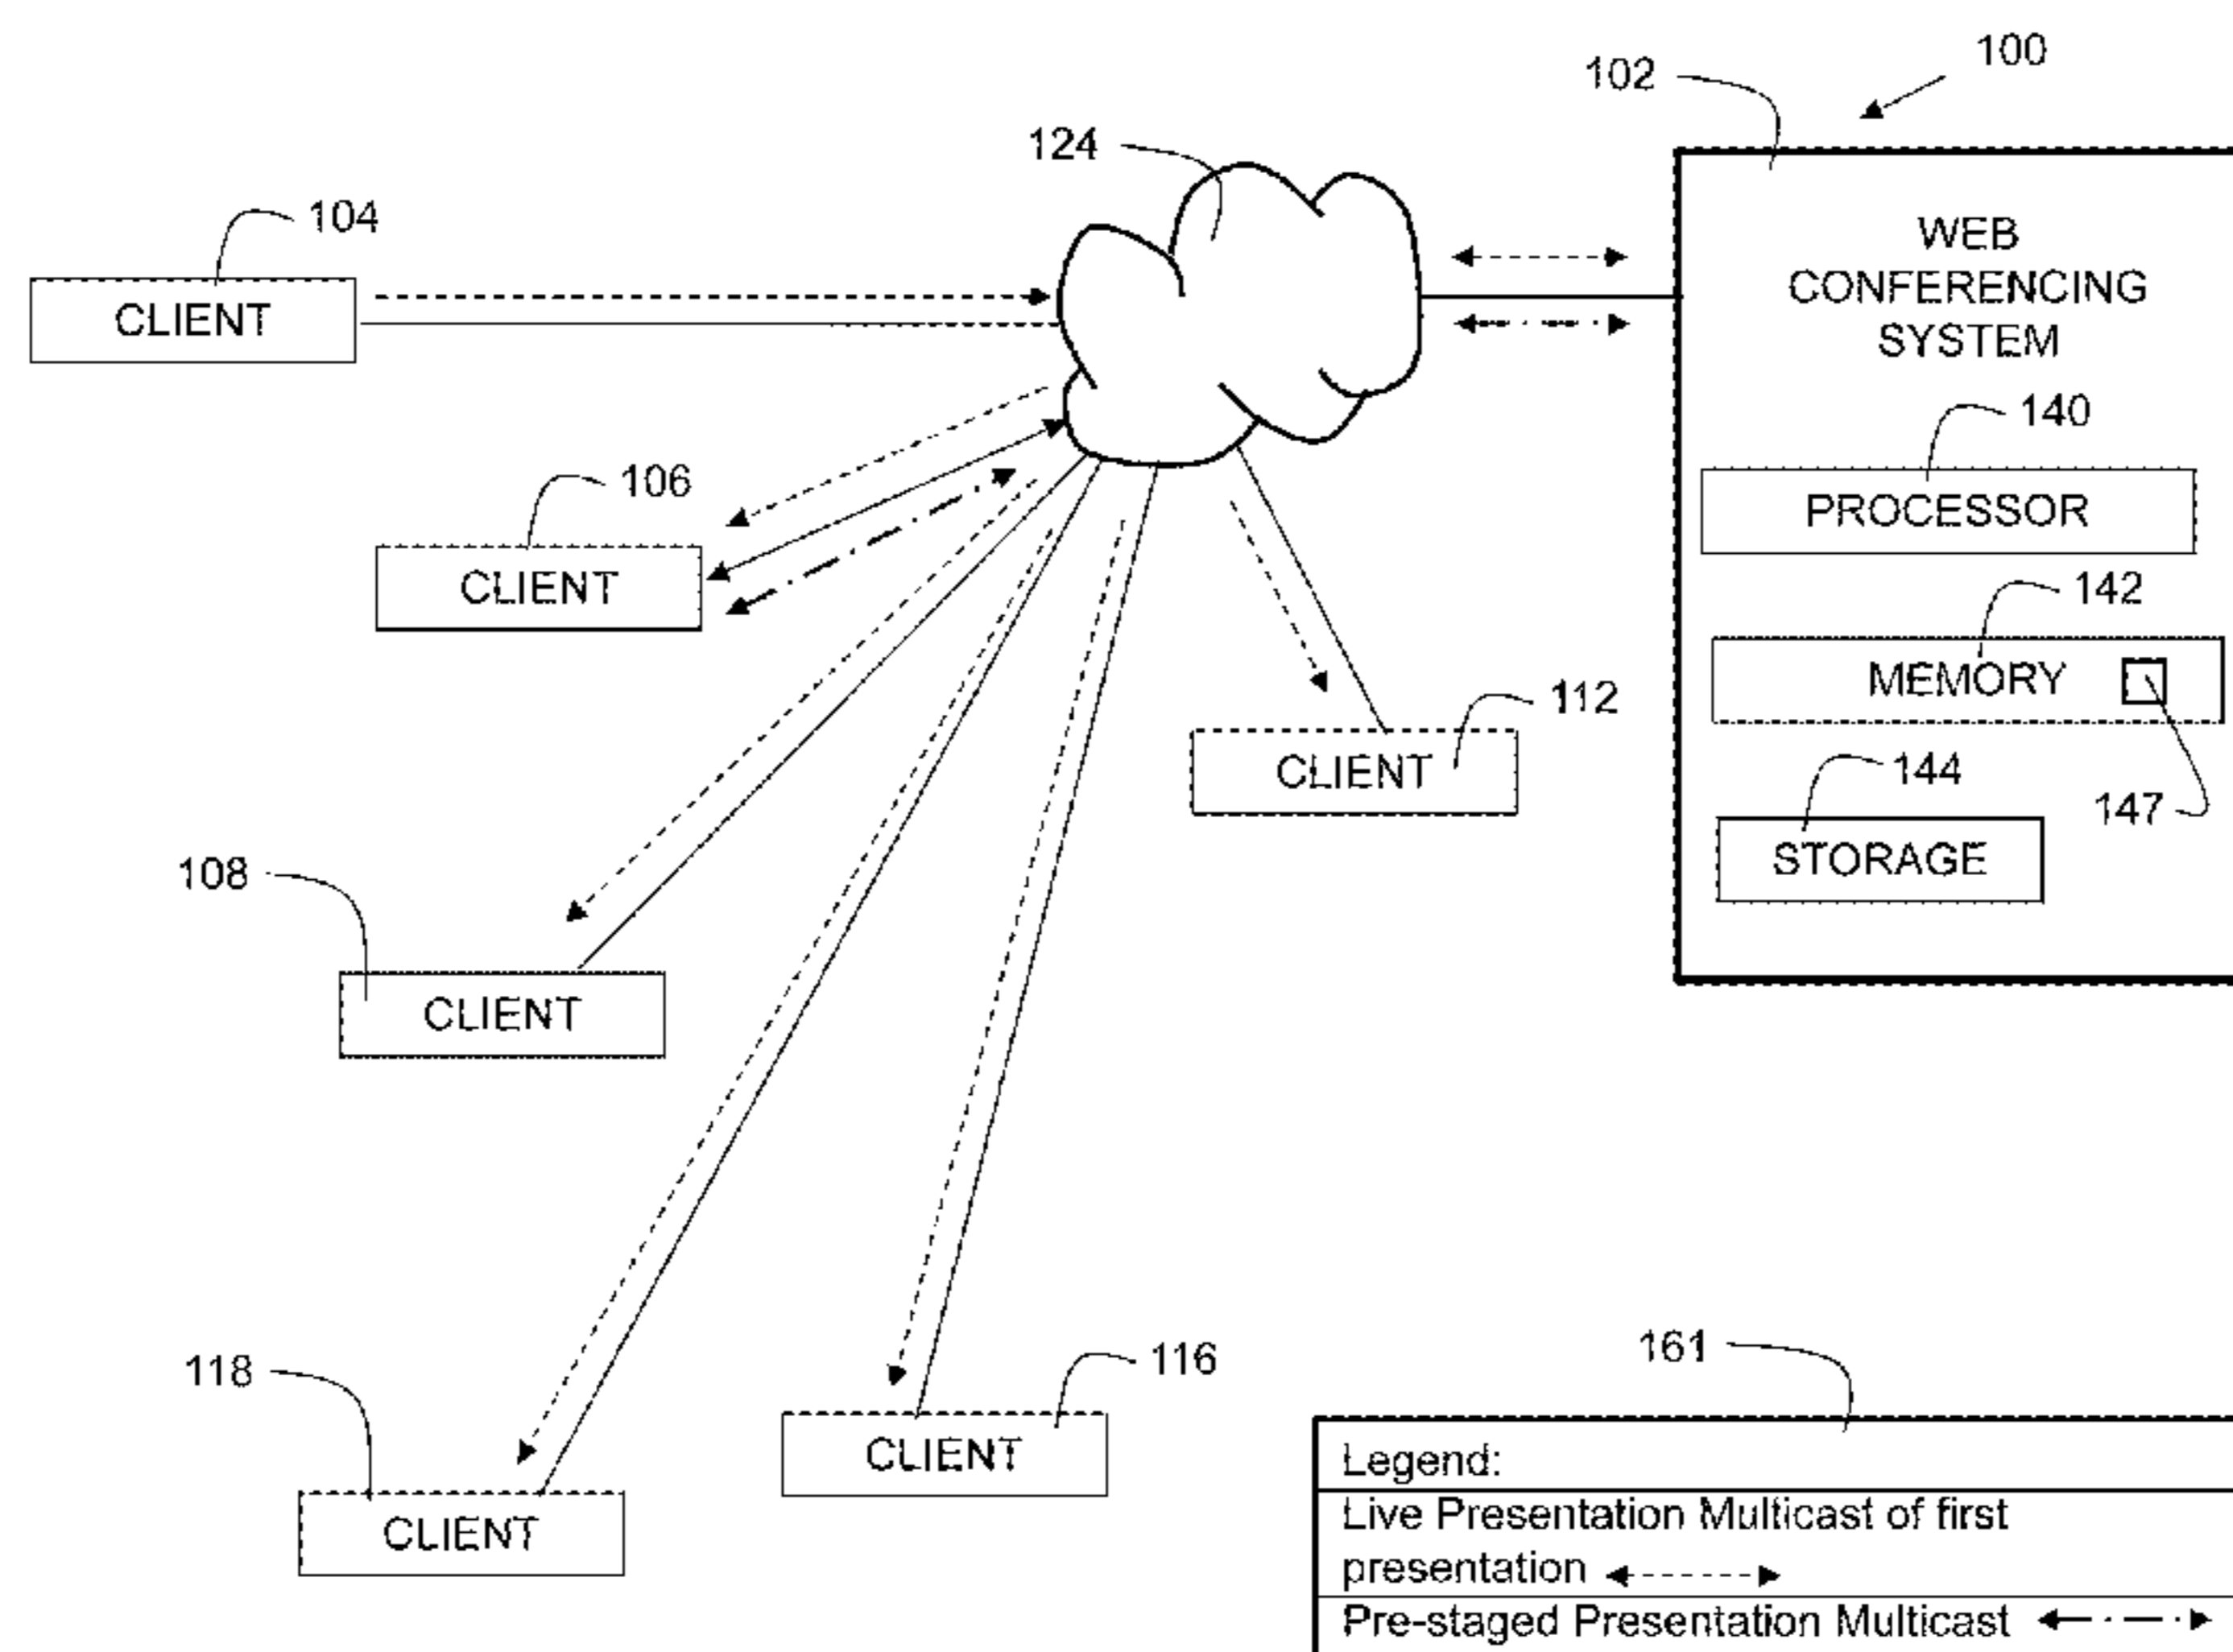 100
102
124
WEB
CONFERENCING
SYSTEM
104
CLIENT
140
PROCESSOR
106
CLIENT
142
MEMORY
112
CLIENT
144
147
STORAGE
108
CLIENT
161
116
CLIENT
118
CLIENT
Legend:
Live Presentation Multicast of first
presentation
Pre-staged Presentation Multicast